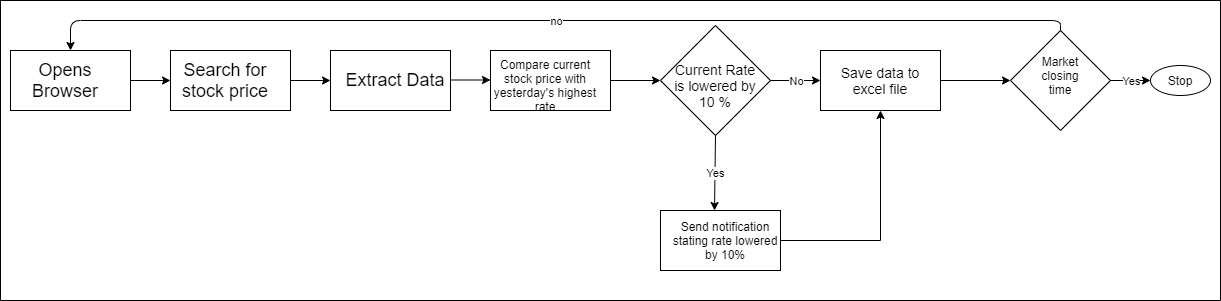 no
Opens
Browser
Search for
stock price
Extract Data
Compare current
stock price with
yesterday's highest
rate
Current Rate
is lowered by
10 %
No
Save data to
excel file
Market
closing
time
Yes
Stop
Yes
Send notification
stating rate lowered
by 10%